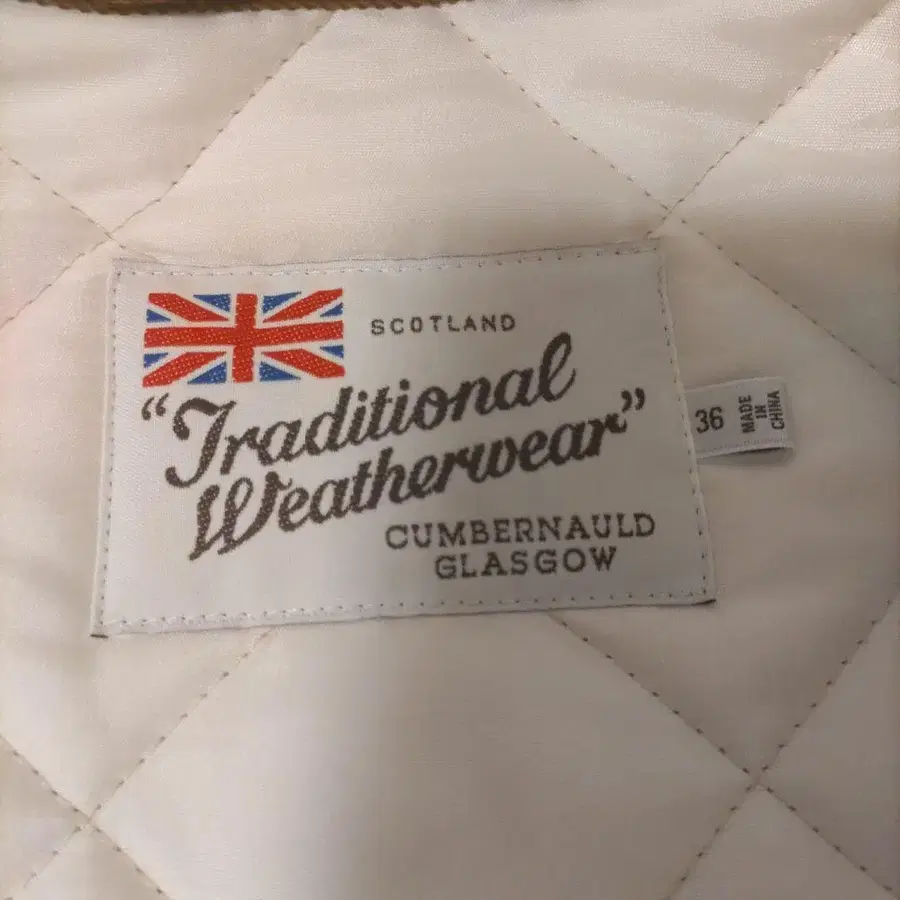 SCOTLAND
"Traditional
Weatherwear"
CUMBERNAULD
GLASGOW
36
MADE
IN
CHINA